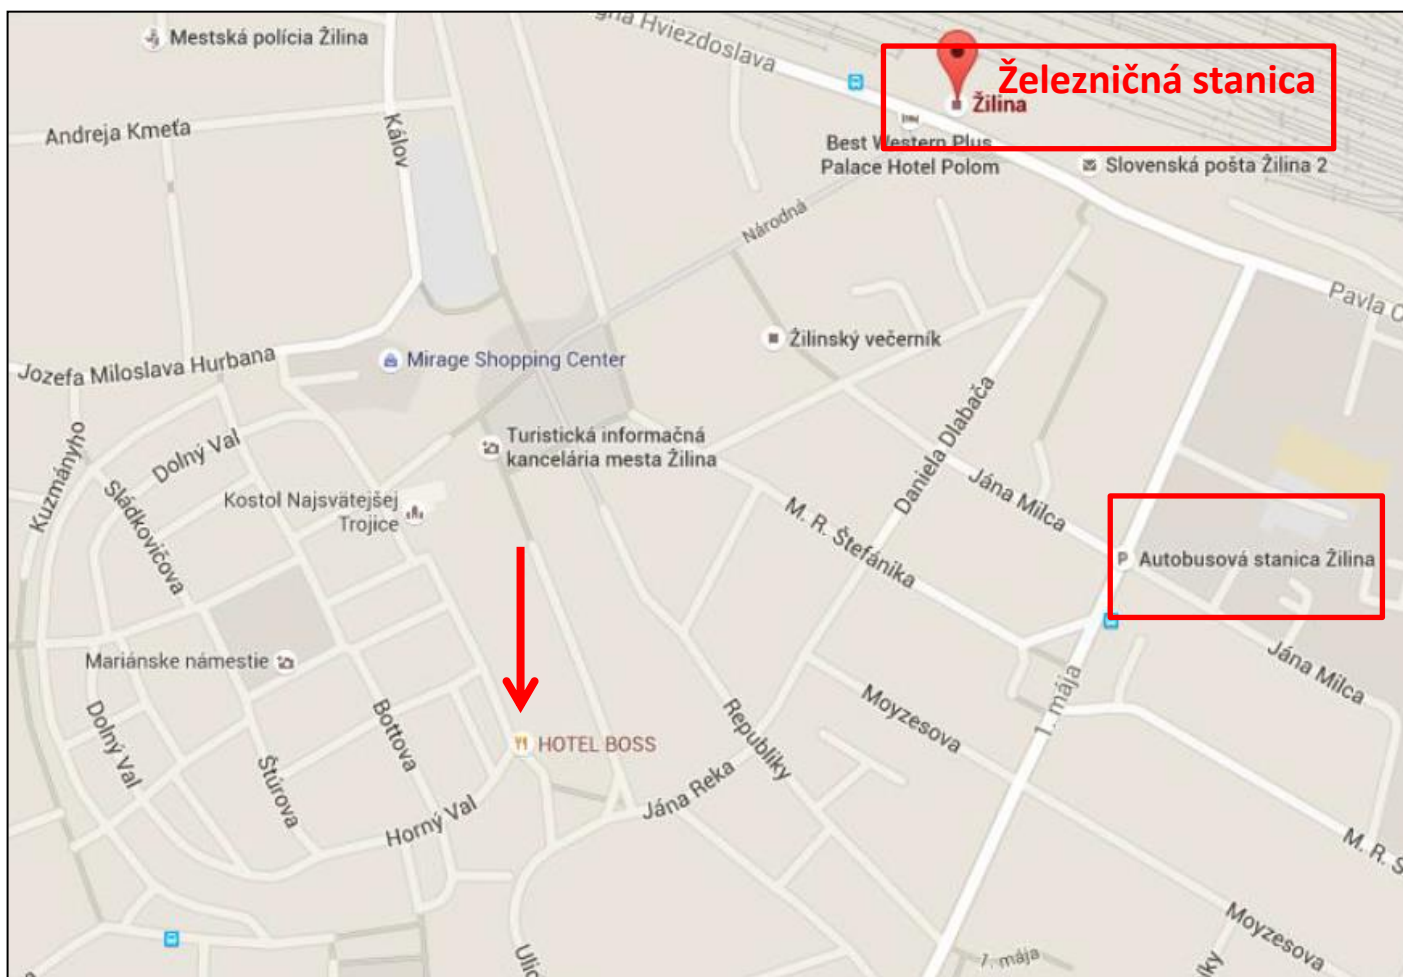 gna Hviezdoslava
Mestská polícia Žilina
Železničná stanica
Žilina
Andreja Kmeťa
Kálov
Best Western Plus
Palace Hotel Polom
Slovenská pošta Žilina 2
Národná
Pavla O
Žilinský večerník
Mirage Shopping Center
Jozefa Miloslava Hurbana
Kuzmányho
Dolný Val
Sládkovičova
Turistická informačná
kancelária mesta Žilina
Daniela Dlabača
Jána Milca
Kostol Najsvätejšej
Trojice
M. R. Štefánika
P
Autobusová stanica Žilina
Mariánske námestie
Jána Milca
Dolný Val
Bottova
Štúrova
HOTEL BOSS
Republiky
Moyzesova
1. mája
Horný Val
Jána Reka
M. R. Š
Moyzesova
Ulic
1. mája
lky